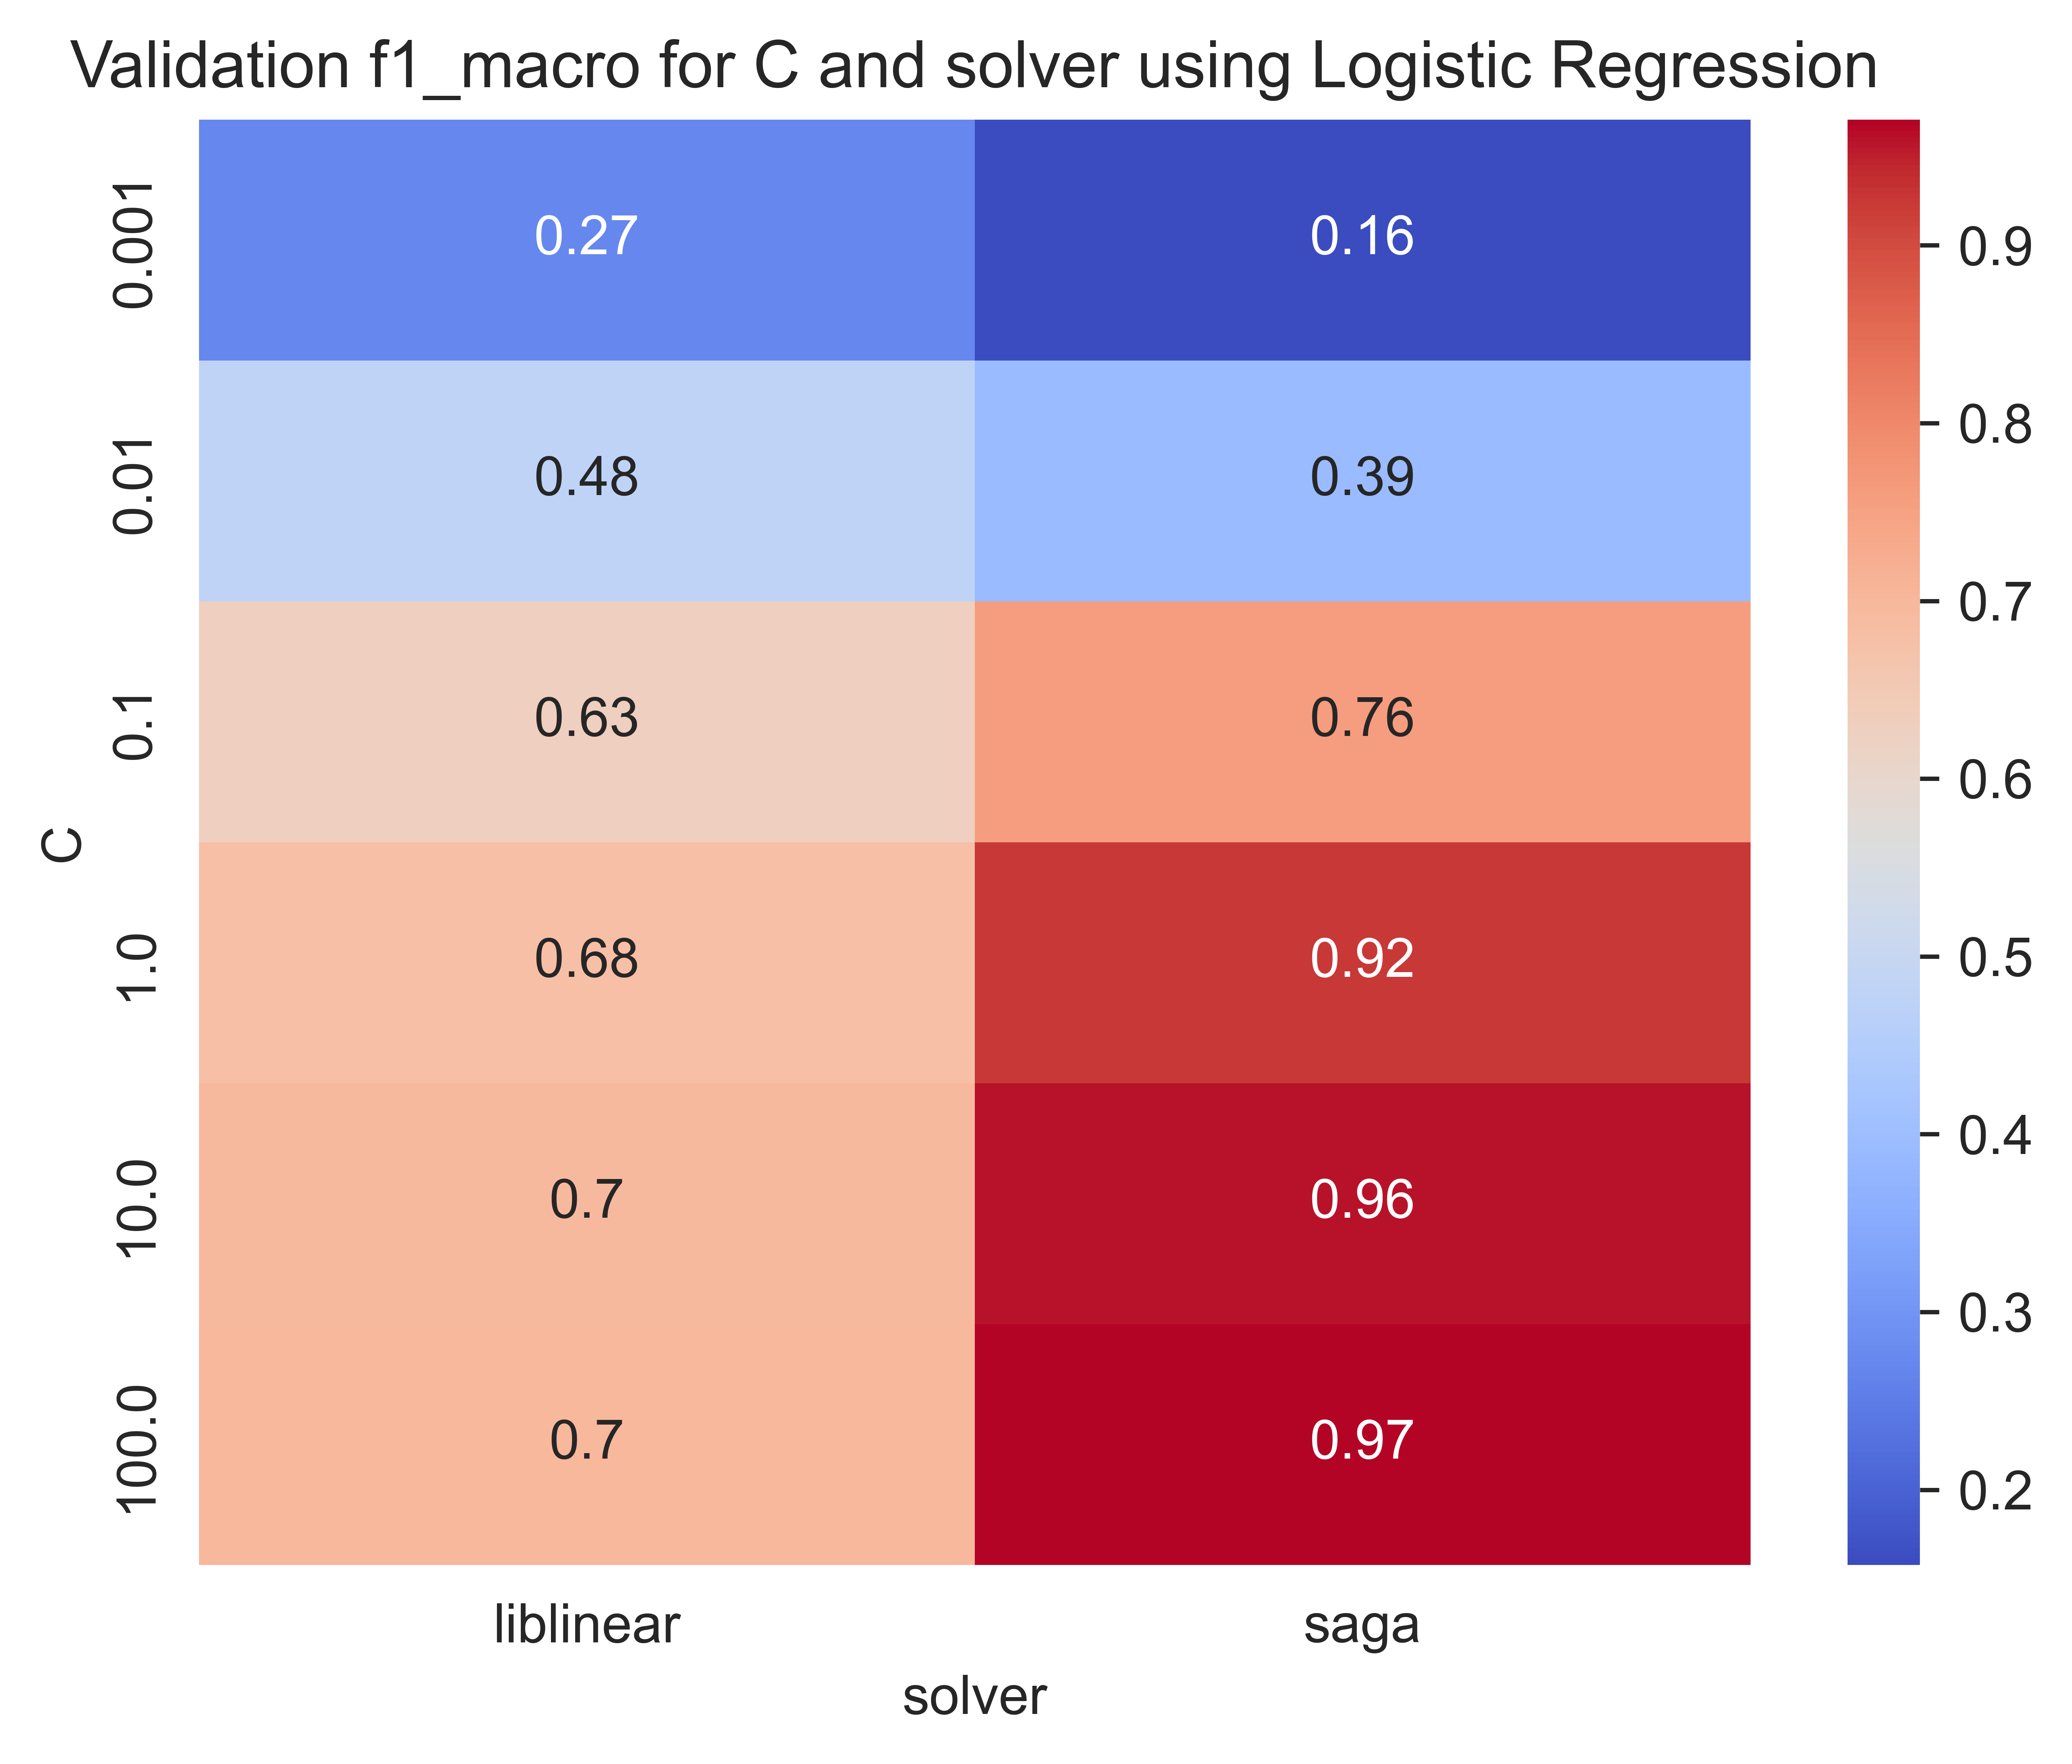 Validation f1_macro for C and solver using Logistic Regression
0.001 0.27 0.16
0.01 0.48 0.39
0.1 0.63 0.76
1.0 0.68 0.92
10.0 0.7 0.96
100.0 0.7 0.97
C
liblinear saga
solver
0.9
0.8
0.7
0.6
0.5
0.4
0.3
0.2